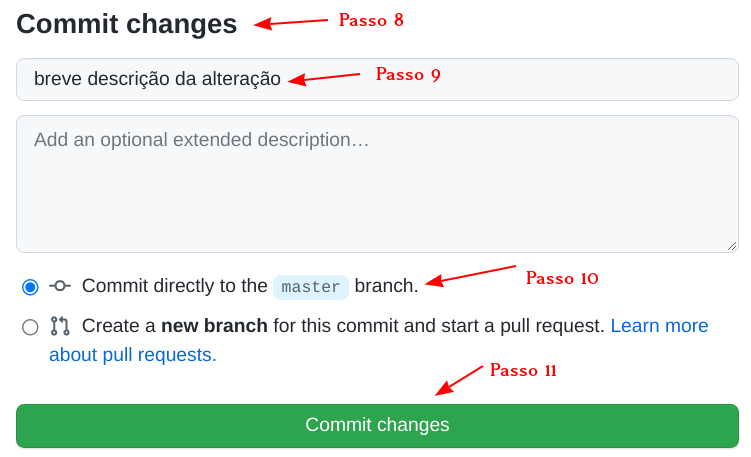 Commit changes Passo 8
breve descrição da alteração Passo 9
Add an optional extended description…
Commit directly to the master branch. Passo 10
Create a new branch for this commit and start a pull request. Learn more
about pull requests.
Passo 11
Commit changes